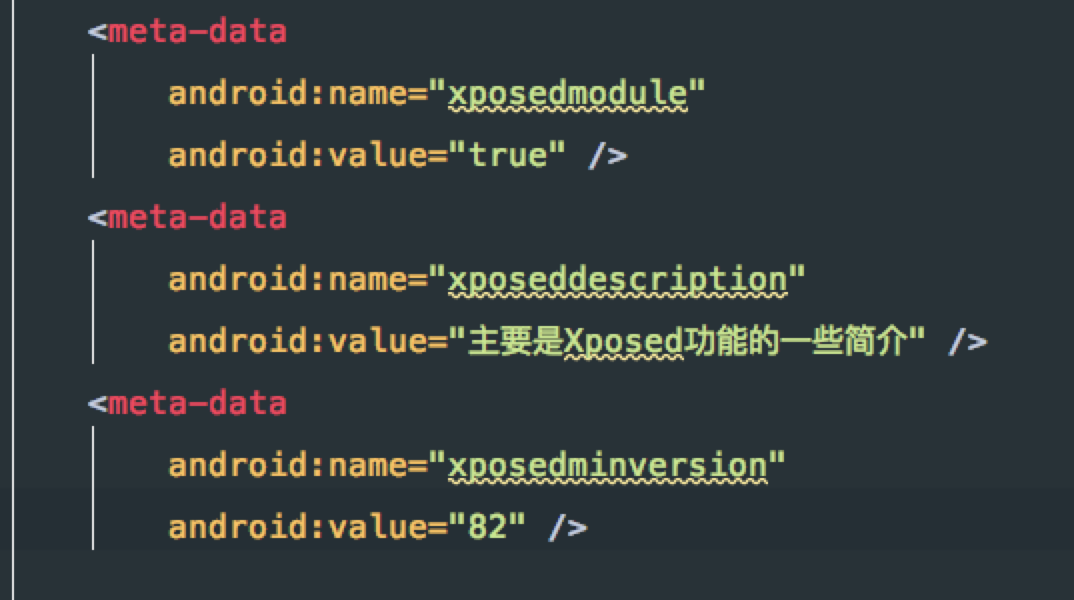 <meta-data
android:name="xposedmodule"
android:value="true" />
<meta-data
android:name="xposeddescription"
android:value="主要是Xposed功能的一些简介" />
<meta-data
android:name="xposedminversion"
android:value="82" />